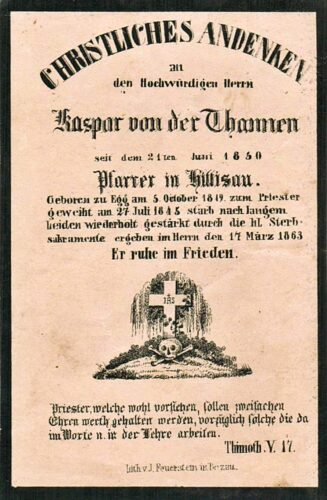 CHRISTLICHES ANDENKEN
an
den Hochwürdigen Herrn
Kaspar von der Thannen
seit dem 21ten Juni 1850
Pfarrer in Hittisau.
Geboren zu Egg am 5. October 1819. zum Priester
geweiht am 27 Juli 1845 starb nach langem
Leiden wiederholt gestärkt durch die hl. Sterb-
sakramente ergeben im Herrn den 17 März 1863
Er ruhe im Frieden.
IHS
Priester, welche wohl vorstehen, sollen zweifachen
Ehren werth gehalten werden, vorzüglich solche die da
im Worte u. in der Lehre arbeiten.
Thimoth. V. 17.
Lith. v. J. Feuerstein in Bezau.